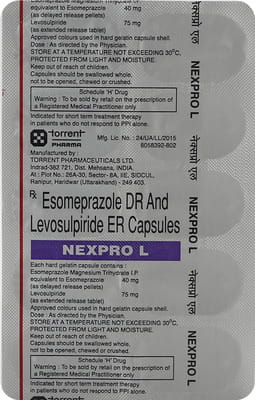 Esomeprazole Magnesium Trihydrate I.P.
equivalent to Esomeprazole 40 mg
(as delayed release pellets)
Levosulpiride 75 mg
(as extended release tablet)
Approved colours used in hard gelatin capsule shell.
Dose : As directed by the Physician.
STORE AT A TEMPERATURE NOT EXCEEDING 30°C,
PROTECTED FROM LIGHT AND MOISTURE.
Keep out of reach of children.
Capsules should be swallowed whole,
not to be opened, chewed or crushed.
Schedule 'H' Drug
Warning : To be sold by retail on the prescription of
a Registered Medical Practitioner only
Indicated for short term treatment therapy
in patients who do not respond to PPI alone.
torrent
PHARMA
Mfg. Lic. No. : 24/UA/LL/2015
8058392-802
Manufactured by :
TORRENT PHARMACEUTICALS LTD.
Indrad-382 721, Dist. Mehsana, INDIA.
At : Plot No. 26A-30, Sector-8A, IIE, SIDCUL,
Ranipur, Haridwar (Uttarakhand) - 249 403.
Rx Esomeprazole DR And
Levosulpiride ER Capsules
NEXPRO L
Each hard gelatin capsule contains :
Esomeprazole Magnesium Trihydrate I.P.
equivalent to Esomeprazole 40 mg
(as delayed release pellets)
Levosulpiride 75 mg
(as extended release tablet)
Approved colours used in hard gelatin capsule shell.
Dose : As directed by the Physician.
STORE AT A TEMPERATURE NOT EXCEEDING 30°C,
PROTECTED FROM LIGHT AND MOISTURE.
Keep out of reach of children.
Capsules should be swallowed whole,
not to be opened, chewed or crushed.
Schedule 'H' Drug
Warning : To be sold by retail on the prescription of
a Registered Medical Practitioner only
Indicated for short term treatment therapy
in patients who do not respond to PPI alone.
torrent
नेक्सप्रो एल
NEXPRO L
नेक्सप्रो एल
NEXPRO L
नेक्सप्रो एल
NEXPRO L